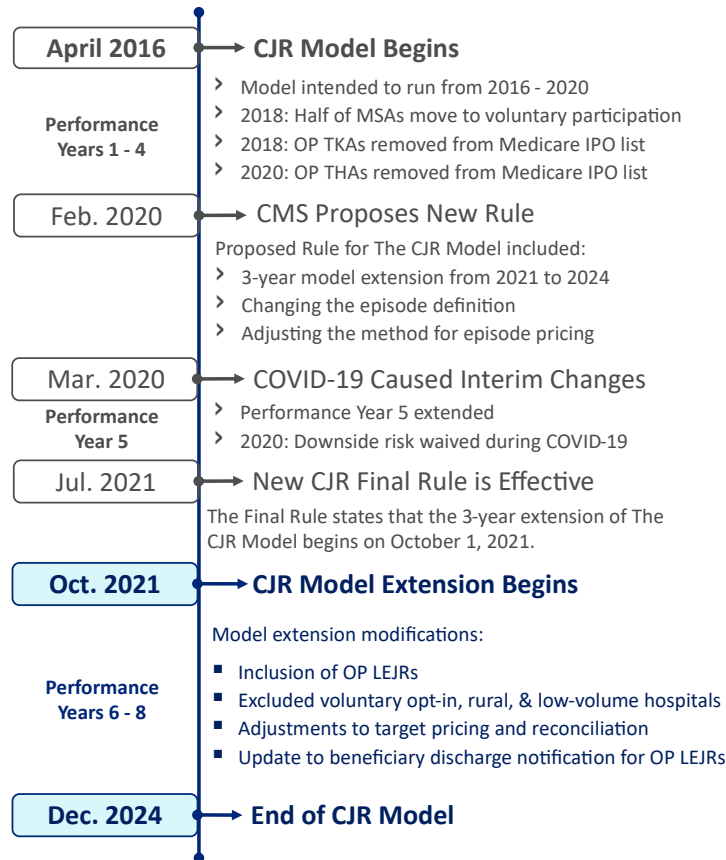 April 2016
CJR Model Begins
› Model intended to run from 2016 - 2020
› 2018: Half of MSAs move to voluntary participation
› 2018: OP TKAs removed from Medicare IPO list
› 2020: OP THAs removed from Medicare IPO list
Performance
Years 1 - 4
Feb. 2020
CMS Proposes New Rule
Proposed Rule for The CJR Model included:
› 3-year model extension from 2021 to 2024
› Changing the episode definition
› Adjusting the method for episode pricing
Mar. 2020
COVID-19 Caused Interim Changes
Performance
Year 5
› Performance Year 5 extended
› 2020: Downside risk waived during COVID-19
Jul. 2021
New CJR Final Rule is Effective
The Final Rule states that the 3-year extension of The
CJR Model begins on October 1, 2021.
Oct. 2021
CJR Model Extension Begins
Model extension modifications:
Performance
Years 6 - 8
▪ Inclusion of OP LEJRs
▪ Excluded voluntary opt-in, rural, & low-volume hospitals
▪ Adjustments to target pricing and reconciliation
▪ Update to beneficiary discharge notification for OP LEJRs
Dec. 2024
End of CJR Model